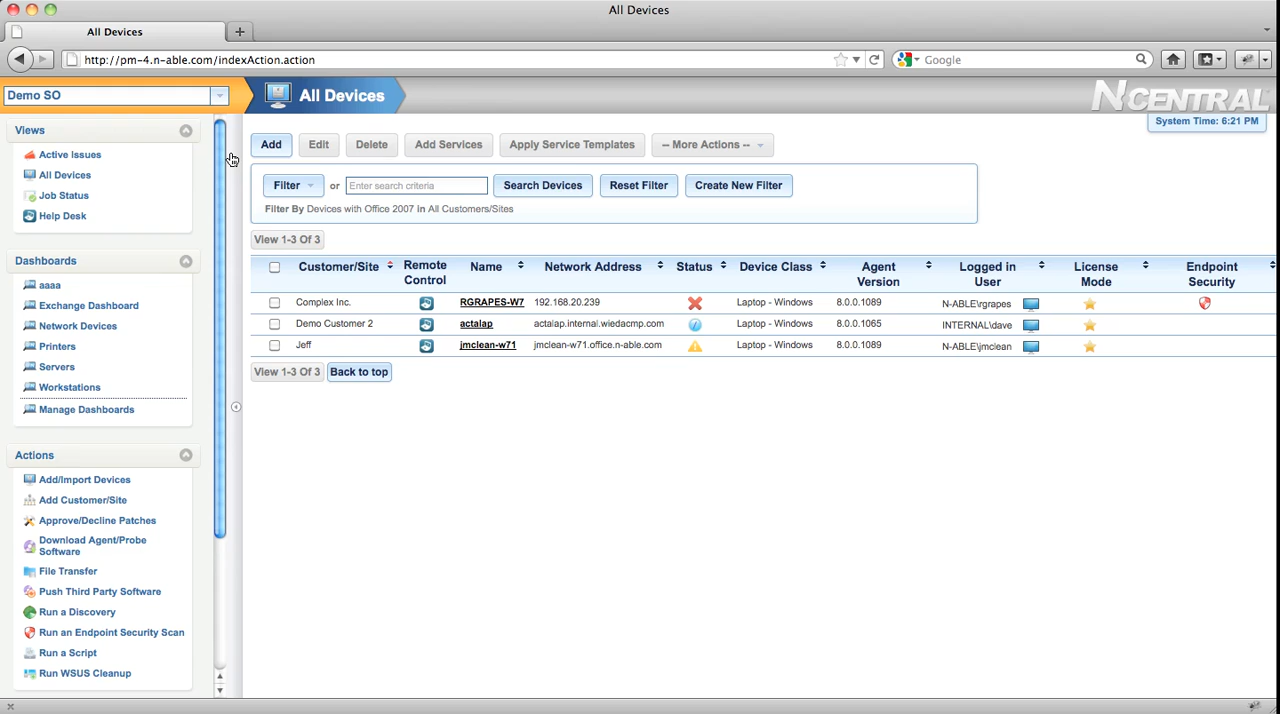 All Devices
All Devices
http://pm-4.n-able.com/indexAction.action
Google
Demo SO
All Devices
N-CENTRAL
System Time: 6:21 PM
Views
Active Issues
All Devices
Job Status
Help Desk
Dashboards
aaaa
Exchange Dashboard
Network Devices
Printers
Servers
Workstations
Manage Dashboards
Actions
Add/Import Devices
Add Customer/Site
Approve/Decline Patches
Download Agent/Probe
Software
File Transfer
Push Third Party Software
Run a Discovery
Run an Endpoint Security Scan
Run a Script
Run WSUS Cleanup
Add Edit Delete Add Services Apply Service Templates -- More Actions --
Filter or Enter search criteria Search Devices Reset Filter Create New Filter
Filter By Devices with Office 2007 In All Customers/Sites
View 1-3 Of 3
Customer/Site Remote Control Name Network Address Status Device Class Agent Version Logged in User License Mode Endpoint Security
Complex Inc. RGRAPES-W7 192.168.20.239 Laptop - Windows 8.0.0.1089 N-ABLE\rgrapes
Demo Customer 2 actalap actalap.internal.wiedacmp.com Laptop - Windows 8.0.0.1065 INTERNAL\dave
Jeff jmclean-w71 jmclean-w71.office.n-able.com Laptop - Windows 8.0.0.1089 N-ABLE\jmclean
View 1-3 Of 3 Back to top